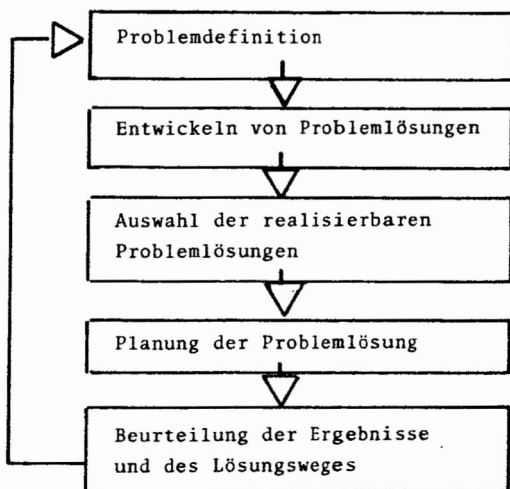 Problemdefinition
Entwickeln von Problemlösungen
Auswahl der realisierbaren
Problemlösungen
Planung der Problemlösung
Beurteilung der Ergebnisse
und des Lösungsweges